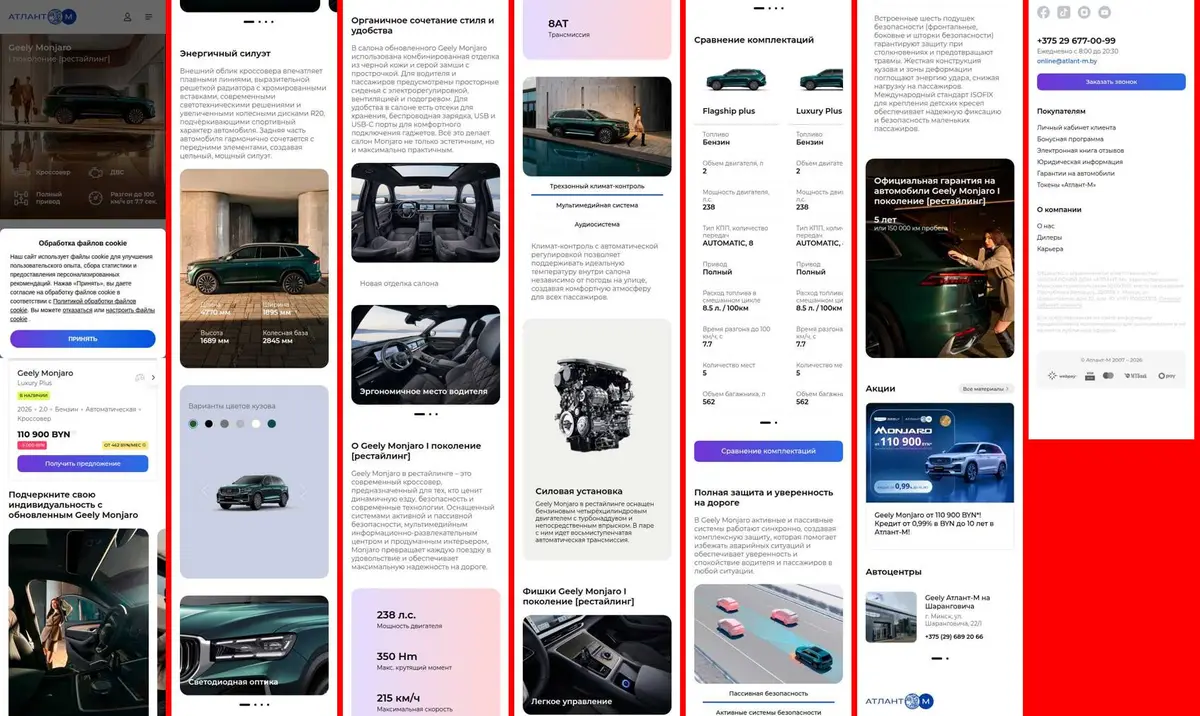 АТЛАНТ М
Geely Monjaro
I поколение [рестайлинг]
Кроссовер
ДВС
Полный
привод
Разгон до 100
км/ч от 7.7 сек.
Обработка файлов cookie
Наш сайт использует файлы cookie для улучшения
пользовательского опыта, сбора статистики и
предоставления персонализированных
рекомендаций. Нажав «Принять», вы даете
согласие на обработку файлов cookie в
соответствии с Политикой обработки файлов
cookie. Вы можете отказаться или настроить файлы
cookie .
ПРИНЯТЬ
Geely Monjaro
Luxury Plus
В НАЛИЧИИ
2026 • 2.0 • Бензин • Автоматическая •
Кроссовер
110 900 BYN
Получить предложение
Подчеркните свою
индивидуальность с
обновленным Geely Monjaro
Энергичный силуэт
Внешний облик кроссовера впечатляет
плавными линиями, выразительной
решеткой радиатора с хромированными
вставками, современными
светотехническими решениями и
увеличенными колесными дисками R20,
подчёркивающими спортивный
характер автомобиля. Задняя часть
автомобиля гармонично сочетается с
передними элементами, создавая
цельный, мощный силуэт.
Длина
Ширина
4770 мм
1895 мм
Высота
Колесная база
1689 мм
2845 мм
Варианты цветов кузова
Светодиодная оптика
Органичное сочетание стиля и
удобства
В салона обновленного Geely Monjaro
использована комбинированная отделка
из черной кожи и серой замши с
прострочкой. Для водителя и
пассажиров предусмотрены просторные
сиденья с электрорегулировкой,
вентиляцией и подогревом. Для
удобства в салоне есть отсеки для
хранения, беспроводная зарядка, USB и
USB-C порты для комфортного
подключения гаджетов. Всё это делает
салон Monjaro не только эстетичным, но
и максимально практичным.
Новая отделка салона
Эргономичное место водителя
О Geely Monjaro I поколение
[рестайлинг]
Geely Monjaro в рестайлинге – это
современный кроссовер,
предназначенный для тех, кто ценит
динамичную езду, безопасность и
современные технологии. Оснащенный
системами активной и пассивной
безопасности, мультимедийным
информационно-развлекательным
центром и продуманным интерьером,
Monjaro превращает каждую поездку в
удовольствие и обеспечивает
максимальную надежность на дороге.
238 л.с.
Мощность двигателя
350 Нm
Макс. крутящий момент
215 км/ч
Максимальная скорость
8AT
Трансмиссия
Трехзонный климат-контроль
Мультимедийная система
Аудиосистема
Климат-контроль с автоматической
регулировкой позволяет
поддерживать идеальную
температуру внутри салона
независимо от погоды на улице,
создавая комфортную атмосферу
для всех пассажиров.
Силовая установка
Geely Monjaro в рестайлинге оснащен
бензиновым четырёхцилиндровым
двигателем с турбонаддувом и
непосредственным впрыском. В паре
с ним идет восьмиступенчатая
автоматическая трансмиссия.
Фишки Geely Monjaro I
поколение [рестайлинг]
Легкое управление
Сравнение комплектаций
Flagship plus
Luxury Plus
Топливо
Топливо
Бензин
Бензин
Объем двигателя, л
Объем двигате
2
2
Мощность двигателя,
л.с.
Мощность дви
л.с.
238
238
Тип КПП, количество
передач
Тип КПП, коли
передач
AUTOMATIC, 8
AUTOMATIC,
Привод
Привод
Полный
Полный
Расход топлива в
смешанном цикле
Расход топлив
смешанном ц
8.5 л. / 100км
8.5 л. / 100км
Время разгона до 100
км/ч, с
Время разгона
км/ч, с
7.7
7.7
Количество мест
Количество м
5
5
Объем багажника, л
Объем багажн
562
562
Сравнение комплектаций
Полная защита и уверенность
на дороге
В Geely Monjaro активные и пассивные
системы работают синхронно, создавая
комплексную защиту, которая помогает
избежать аварийных ситуаций и
обеспечивает уверенность и
спокойствие водителя и пассажиров в
любой ситуации.
Пассивная безопасность
Активные системы безопасности
Встроенные шесть подушек
безопасности (фронтальные,
боковые и шторки безопасности)
гарантируют защиту при
столкновениях и предотвращают
травмы. Жесткая конструкция
кузова и зоны деформации
поглощают энергию удара, снижая
нагрузку на пассажиров.
Международный стандарт ISOFIX
для крепления детских кресел
обеспечивает надежную фиксацию
и безопасность маленьких
пассажиров.
Официальная гарантия на
автомобили Geely Monjaro I
поколение [рестайлинг]
5 лет
или 150 000 км пробега
Акции
Все материалы
MONJARO
от 110 900 BYN*
Кредит от 0,99%
Geely Monjaro от 110 900 BYN*!
Кредит от 0,99% в BYN до 10 лет в
Атлант-М!
Автоцентры
Geely Атлант-М на
Шаранговича
г. Минск, ул.
Шаранговича, 22/1
+375 (29) 689 20 66
АТЛАНТ М
+375 29 677-00-99
Ежедневно с 8:00 до 20:30
online@atlant-m.by
Заказать звонок
Покупателям
Личный кабинет клиента
Бонусная программа
Электронная книга отзывов
Юридическая информация
Гарантии на автомобили
Токены «Атлант-М»
О компании
О нас
Дилеры
Карьера
© Атлант-М 2007 – 2026